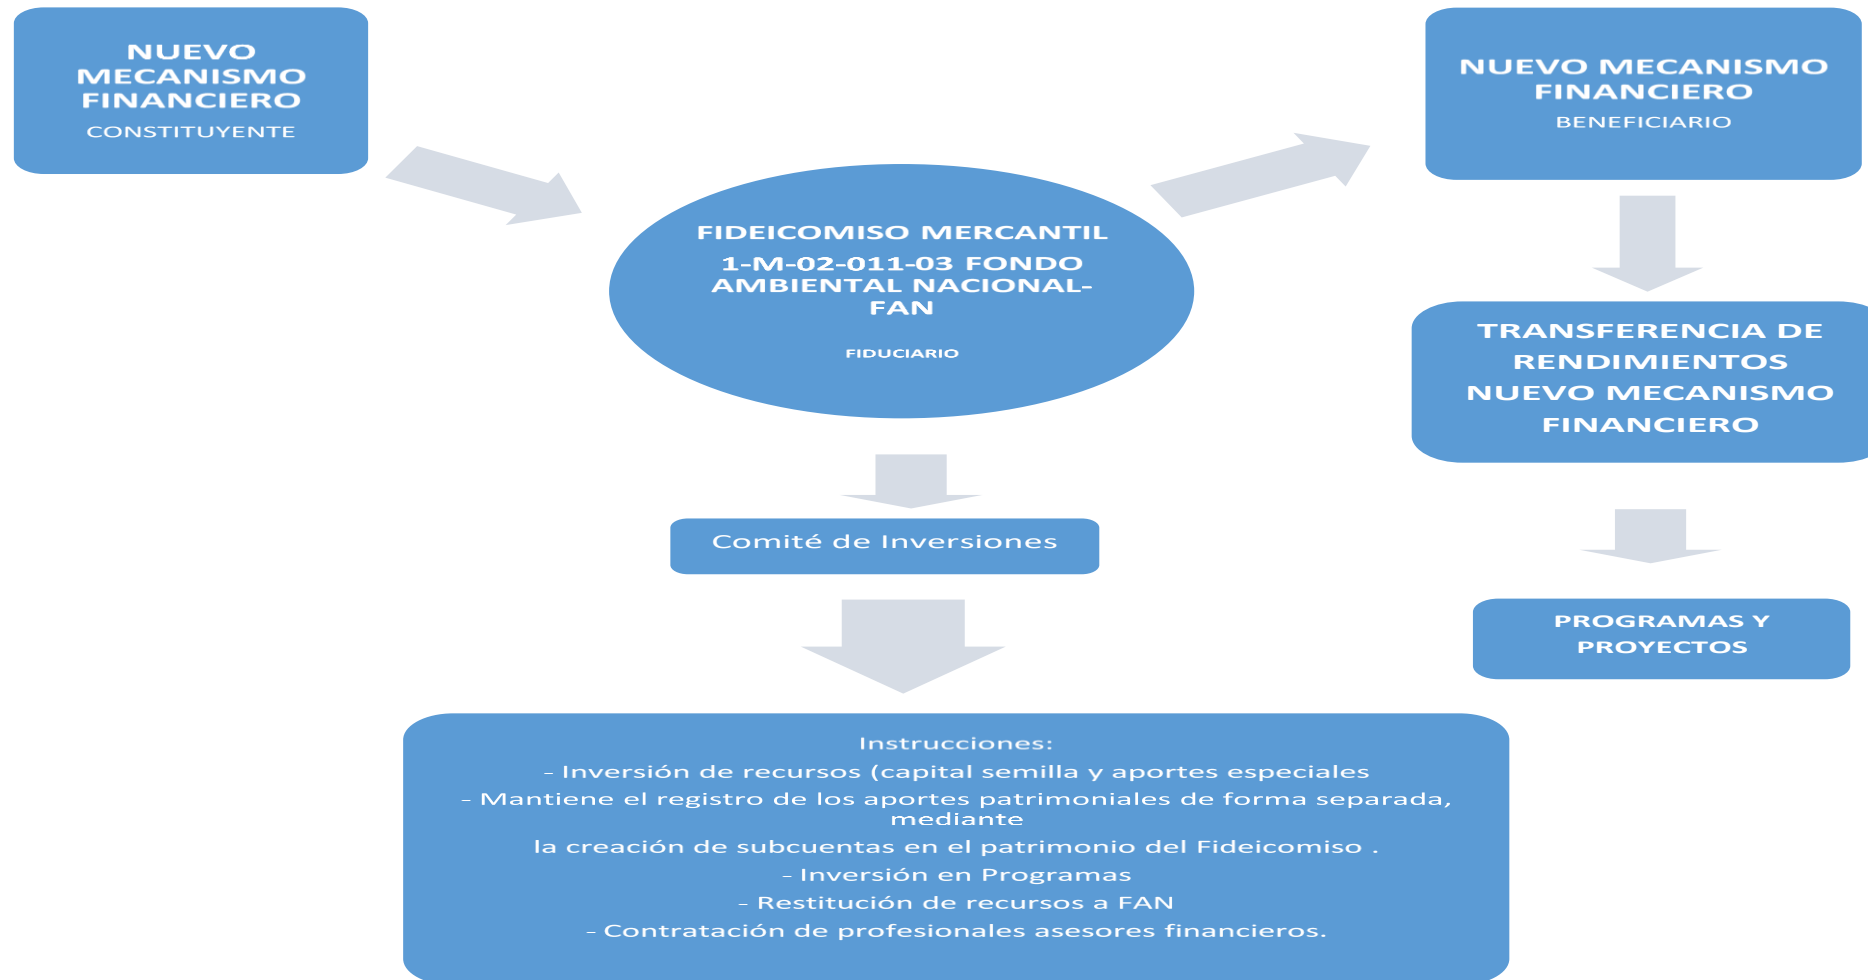 NUEVO
MECANISMO
FINANCIERO
CONSTITUYENTE
FIDEICOMISO MERCANTIL
1-M-02-011-03 FONDO
AMBIENTAL NACIONAL-
FAN
FIDUCIARIO
NUEVO MECANISMO
FINANCIERO
BENEFICIARIO
TRANSFERENCIA DE
RENDIMIENTOS
NUEVO MECANISMO
FINANCIERO
PROGRAMAS Y
PROYECTOS
Comité de Inversiones
Instrucciones:
- Inversión de recursos (capital semilla y aportes especiales
- Mantiene el registro de los aportes patrimoniales de forma separada,
mediante
la creación de subcuentas en el patrimonio del Fideicomiso .
- Inversión en Programas
- Restitución de recursos a FAN
- Contratación de profesionales asesores financieros.